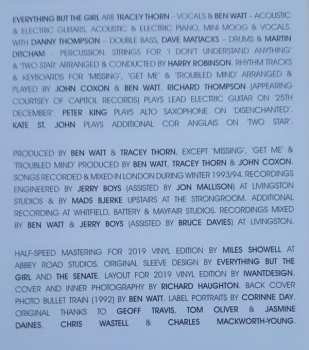 EVERYTHING BUT THE GIRL ARE TRACEY THORN - VOCALS & BEN WATT - ACOUSTIC
& ELECTRIC GUITARS, ACOUSTIC & ELECTRIC PIANO, MINI MOOG & VOCALS.
WITH DANNY THOMPSON - DOUBLE BASS, DAVE MATTACKS - DRUMS & MARTIN
DITCHAM - PERCUSSION. STRINGS FOR 'I DON'T UNDERSTAND ANYTHING'
& 'TWO STAR' ARRANGED & CONDUCTED BY HARRY ROBINSON. RHYTHM TRACKS
& KEYBOARDS FOR 'MISSING', 'GET ME' & 'TROUBLED MIND' ARRANGED &
PLAYED BY JOHN COXON & BEN WATT. RICHARD THOMPSON (APPEARING
COURTESY OF CAPITOL RECORDS) PLAYS LEAD ELECTRIC GUITAR ON '25TH
DECEMBER'. PETER KING PLAYS ALTO SAXOPHONE ON 'DISENCHANTED'.
KATE ST. JOHN PLAYS ADDITIONAL COR ANGLAIS ON 'TWO STAR'.
PRODUCED BY BEN WATT & TRACEY THORN, EXCEPT 'MISSING', 'GET ME' &
'TROUBLED MIND' PRODUCED BY BEN WATT, TRACEY THORN & JOHN COXON.
SONGS RECORDED & MIXED IN LONDON DURING WINTER 1993/94. RECORDINGS
ENGINEERED BY JERRY BOYS (ASSISTED BY JON MALLISON) AT LIVINGSTON
STUDIOS & BY MADS BJERKE UPSTAIRS AT THE STRONGROOM. ADDITIONAL
RECORDING AT WHITFIELD, BATTERY & MAYFAIR STUDIOS. RECORDINGS MIXED
BY BEN WATT & JERRY BOYS (ASSISTED BY BRUCE DAVIES) AT LIVINGSTON.
HALF-SPEED MASTERING FOR 2019 VINYL EDITION BY MILES SHOWELL AT
ABBEY ROAD STUDIOS. ORIGINAL SLEEVE DESIGN BY EVERYTHING BUT THE
GIRL AND THE SENATE. LAYOUT FOR 2019 VINYL EDITION BY IWANTDESIGN.
COVER AND INNER PHOTOGRAPHY BY RICHARD HAUGHTON. BACK COVER
PHOTO BULLET TRAIN (1992) BY BEN WATT. LABEL PORTRAITS BY CORINNE DAY.
ORIGINAL THANKS TO GEOFF TRAVIS, TOM OLIVER & JASMINE
DAINES, CHRIS WASTELL & CHARLES MACKWORTH-YOUNG.